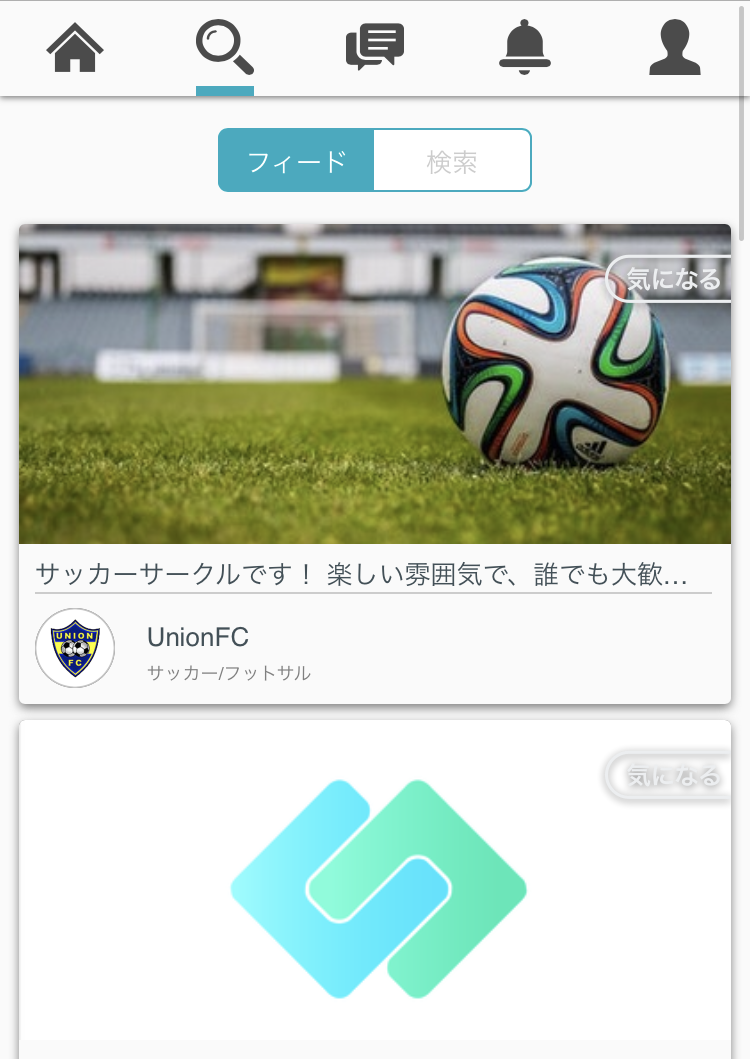 フィード
検索
気になる
サッカーサークルです！ 楽しい雰囲気で、誰でも大歓…
UNION
FC
UnionFC
サッカー/フットサル
気になる